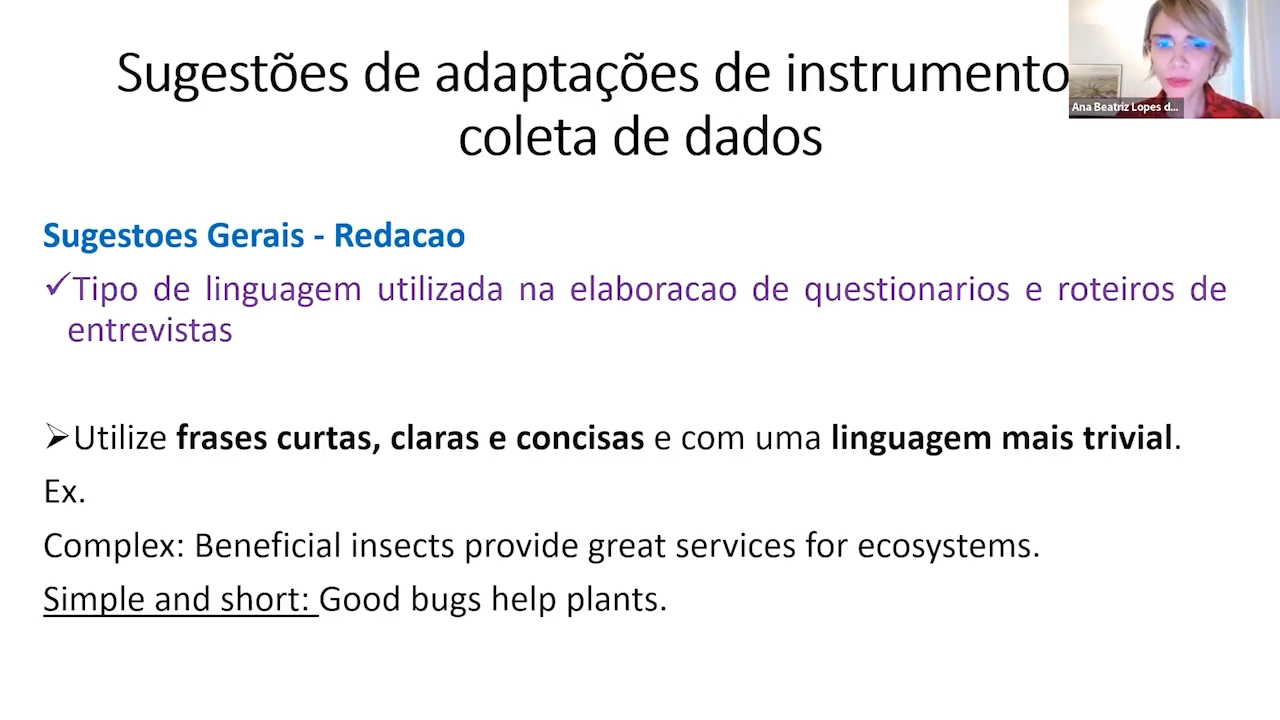 Sugestões de adaptações de instrumento
coleta de dados
Ana Beatriz Lopes d...
Sugestoes Gerais - Redacao
✓Tipo de linguagem utilizada na elaboracao de questionarios e roteiros de
entrevistas
➢Utilize frases curtas, claras e concisas e com uma linguagem mais trivial.
Ex.
Complex: Beneficial insects provide great services for ecosystems.
Simple and short: Good bugs help plants.